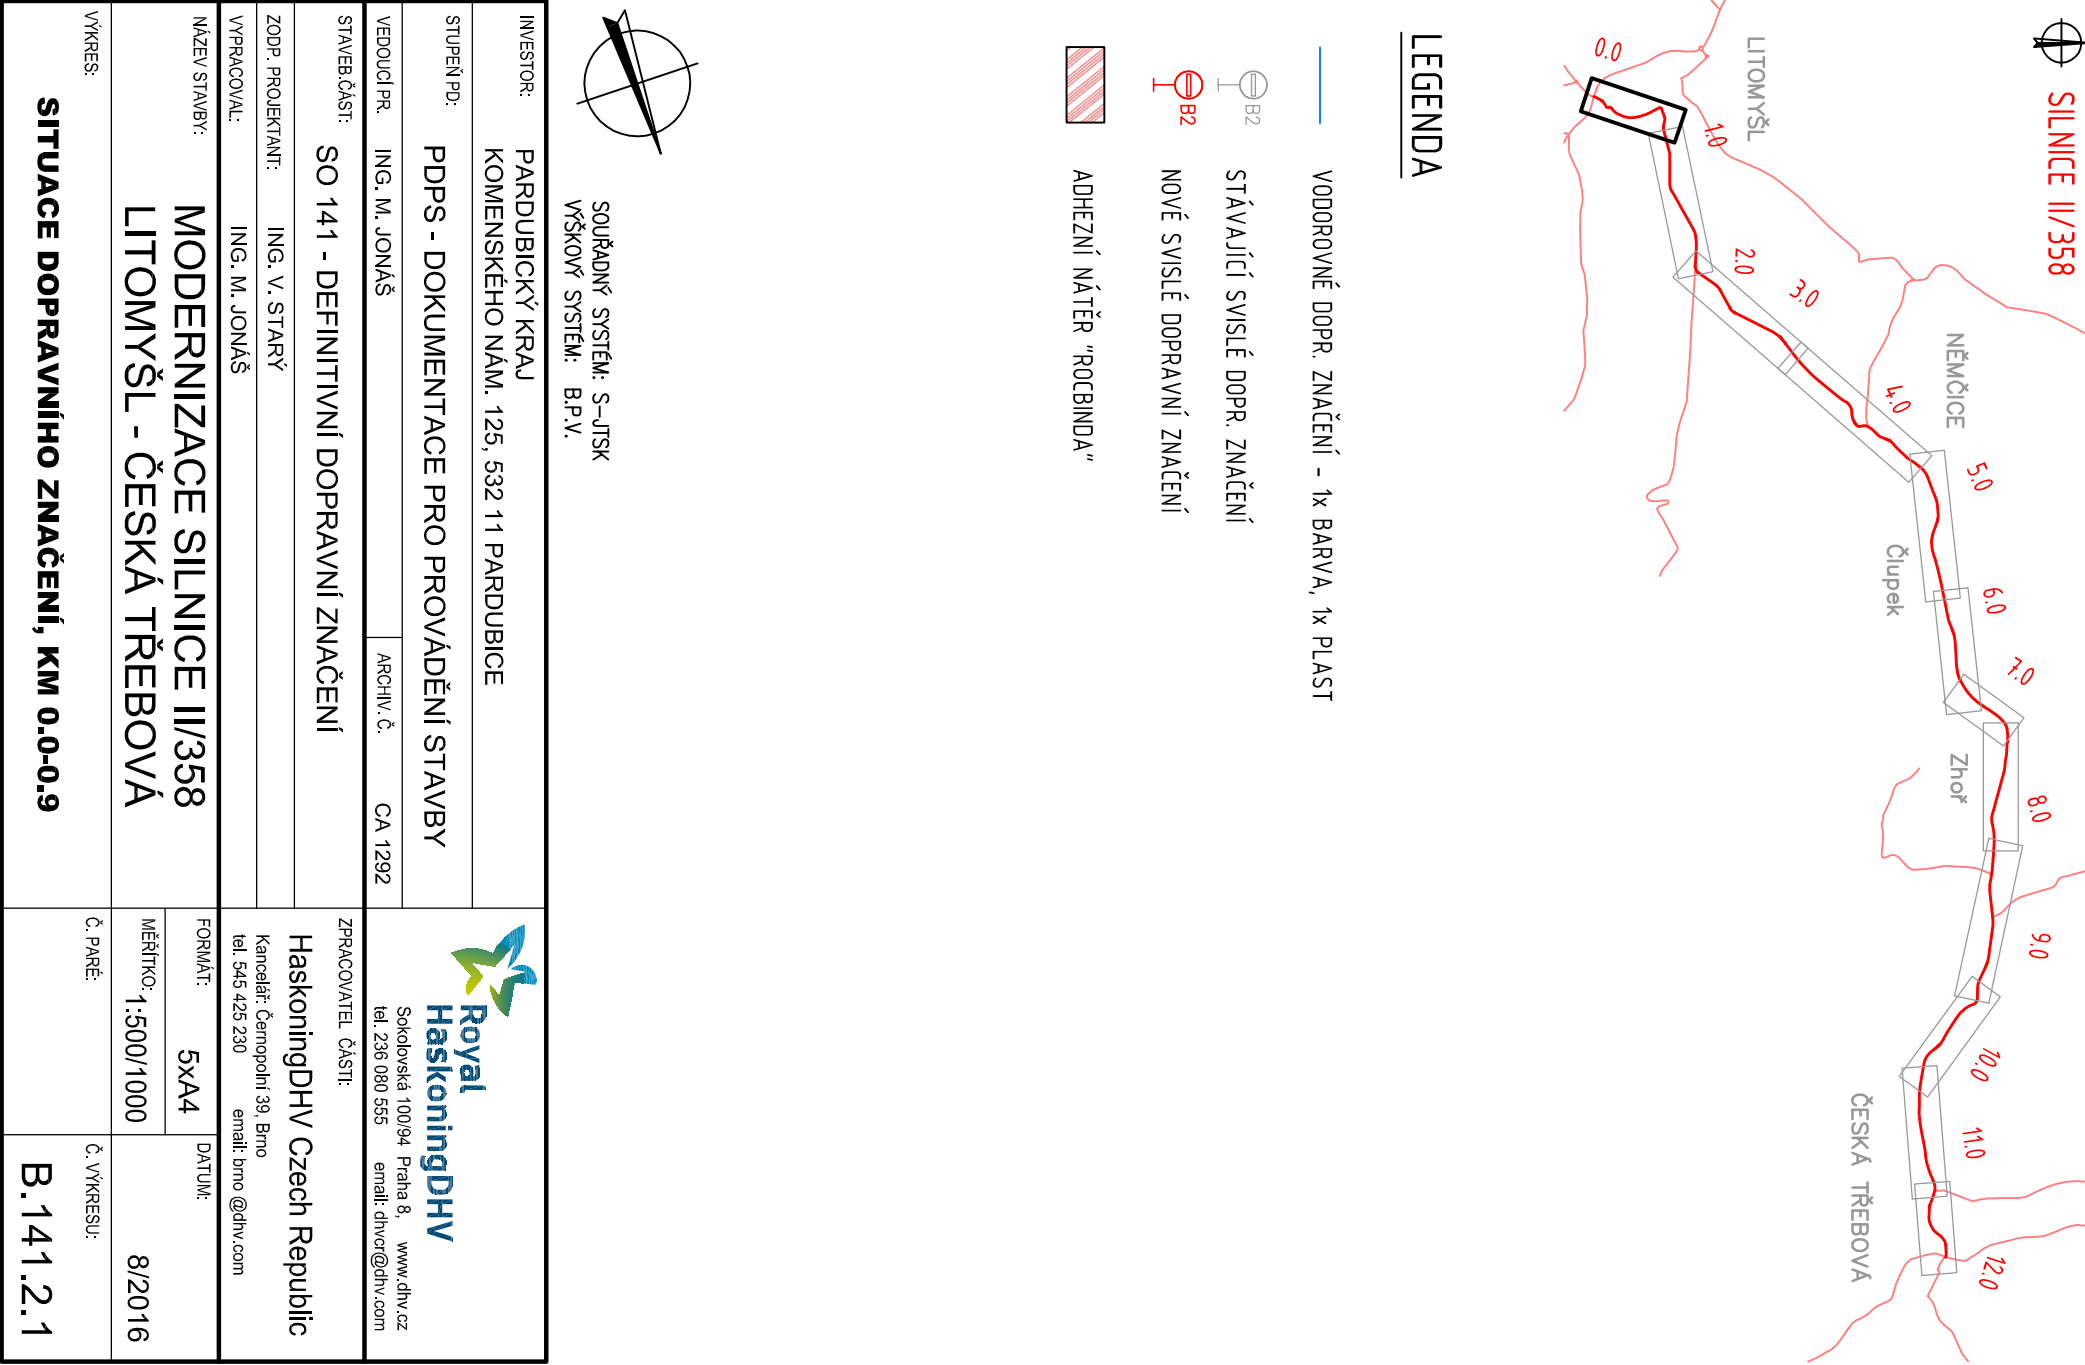 SILNICE II/358
LITOMYŠL
NĚMČICE
Člupek
Zhoř
ČESKÁ TŘEBOVÁ
0.0
1.0
2.0
3.0
4.0
5.0
6.0
7.0
8.0
9.0
10.0
11.0
12.0
LEGENDA
VODOROVNÉ DOPR. ZNAČENÍ - 1x BARVA, 1x PLAST
B2
STÁVAJÍCÍ SVISLÉ DOPR. ZNAČENÍ
B2
NOVÉ SVISLÉ DOPRAVNÍ ZNAČENÍ
ADHEZNÍ NÁTĚR "ROCBINDA"
SOUŘADNÝ SYSTÉM: S-JTSK
VÝŠKOVÝ SYSTÉM: B.P.V.
INVESTOR:
PARDUBICKÝ KRAJ
KOMENSKÉHO NÁM. 125, 532 11 PARDUBICE
STUPEŇ PD:
PDPS - DOKUMENTACE PRO PROVÁDĚNÍ STAVBY
VEDOUCÍ PR.
ING. M. JONÁŠ
ARCHIV. Č.
CA 1292
Royal
HaskoningDHV
Sokolovská 100/94 Praha 8, www.dhv.cz
tel. 236 080 555 email: dhvcr@dhv.com
STAVEB.ČÁST:
SO 141 - DEFINITIVNÍ DOPRAVNÍ ZNAČENÍ
ZODP. PROJEKTANT:
ING. V. STARÝ
VYPRACOVAL:
ING. M. JONÁŠ
ZPRACOVATEL ČÁSTI:
HaskoningDHV Czech Republic
Kancelář: Černopolní 39, Brno
tel. 545 425 230 email: brno @dhv.com
NÁZEV STAVBY:
MODERNIZACE SILNICE II/358
LITOMYŠL - ČESKÁ TŘEBOVÁ
FORMÁT:
5xA4
MĚŘÍTKO:
1:500/1000
DATUM:
8/2016
VÝKRES:
SITUACE DOPRAVNÍHO ZNAČENÍ, KM 0.0-0.9
Č. PARÉ:
Č. VÝKRESU:
B.141.2.1